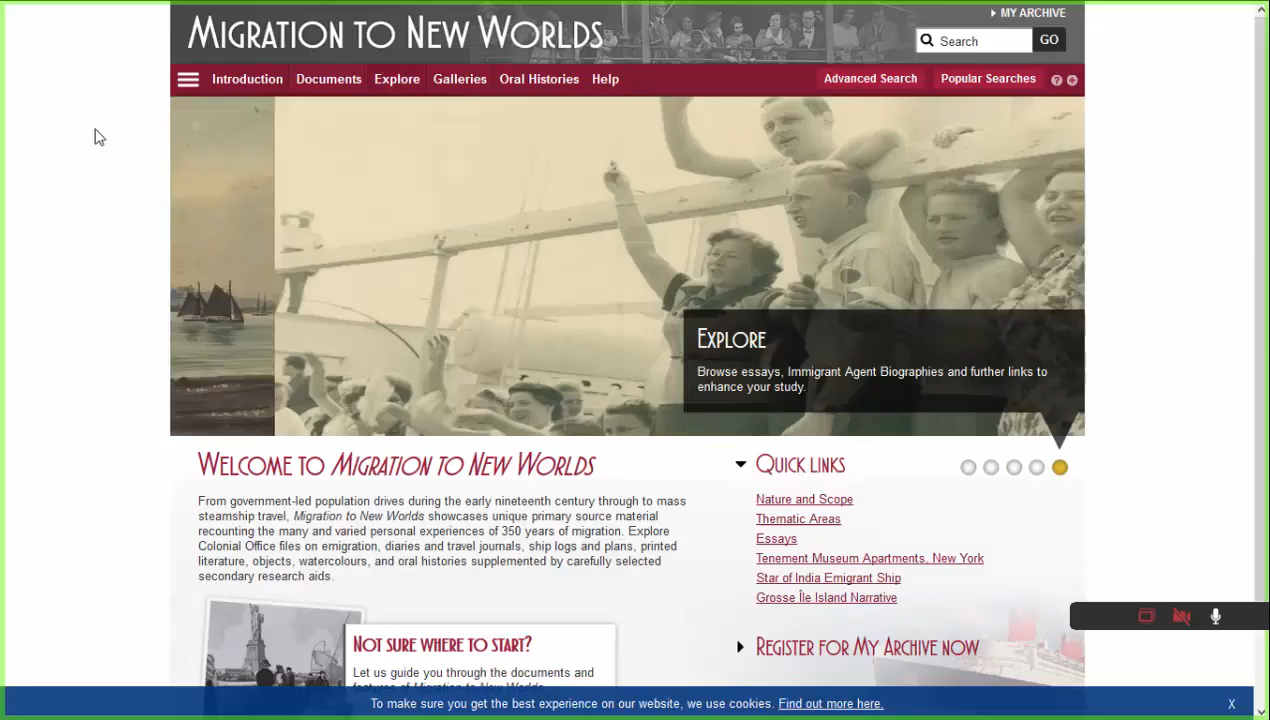 MIGRATION TO NEW WORLDS
MY ARCHIVE
Search
GO
Introduction
Documents
Explore
Galleries
Oral Histories
Help
Advanced Search
Popular Searches
?
EXPLORE
Browse essays, Immigrant Agent Biographies and further links to
enhance your study.
WELCOME TO MIGRATION TO NEW WORLDS
From government-led population drives during the early nineteenth century through to mass
steamship travel, Migration to New Worlds showcases unique primary source material
recounting the many and varied personal experiences of 350 years of migration. Explore
Colonial Office files on emigration, diaries and travel journals, ship logs and plans, printed
literature, objects, watercolours, and oral histories supplemented by carefully selected
secondary research aids.
QUICK LINKS
Nature and Scope
Thematic Areas
Essays
Tenement Museum Apartments, New York
Star of India Emigrant Ship
Grosse Île Island Narrative
NOT SURE WHERE TO START?
Let us guide you through the documents and
features of Migration to New Worlds
REGISTER FOR MY ARCHIVE NOW
To make sure you get the best experience on our website, we use cookies. Find out more here.
X